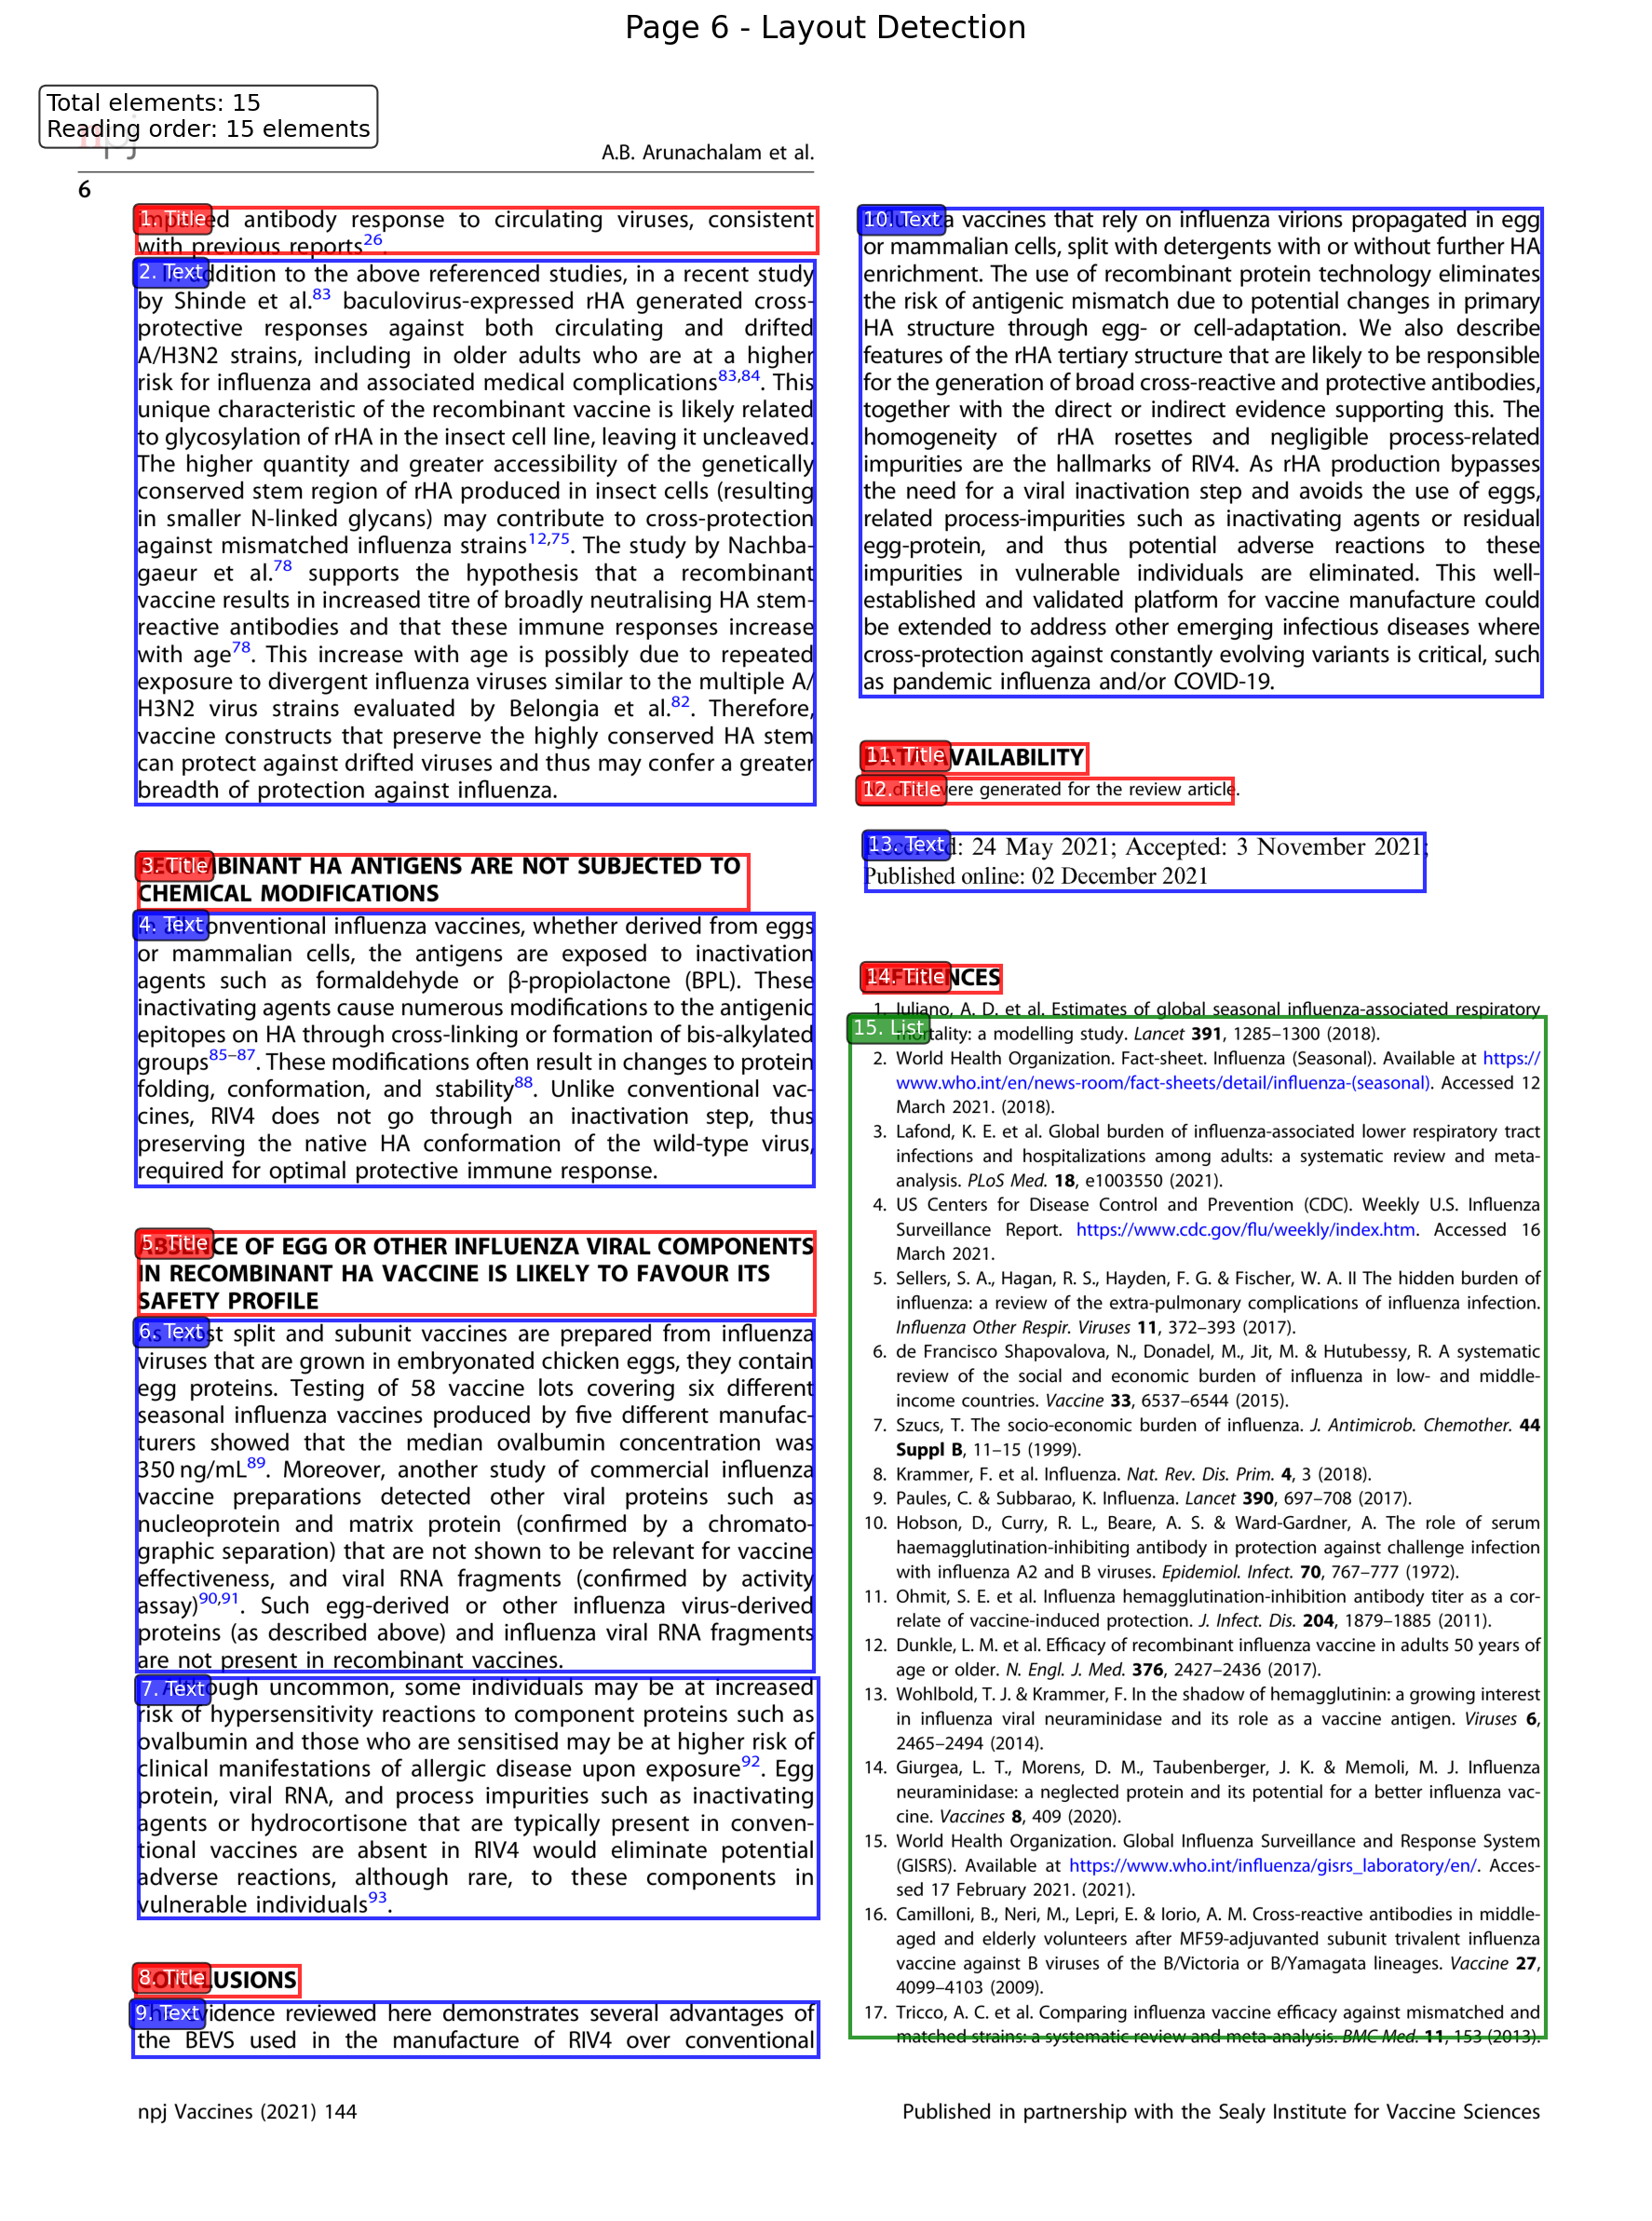 Page 6 - Layout Detection
Total elements: 15
Reading order: 15 elements
npj
A.B. Arunachalam et al.
6
1. Title
antibody response to circulating viruses, consistent
with previous reports26.
2. Text
In addition to the above referenced studies, in a recent study
by Shinde et al.83 baculovirus-expressed rHA generated cross-
protective responses against both circulating and drifted
A/H3N2 strains, including in older adults who are at a higher
risk for influenza and associated medical complications83,84. This
unique characteristic of the recombinant vaccine is likely related
to glycosylation of rHA in the insect cell line, leaving it uncleaved.
The higher quantity and greater accessibility of the genetically
conserved stem region of rHA produced in insect cells (resulting
in smaller N-linked glycans) may contribute to cross-protection
against mismatched influenza strains12,75. The study by Nachba-
gaeur et al.78 supports the hypothesis that a recombinant
vaccine results in increased titre of broadly neutralising HA stem-
reactive antibodies and that these immune responses increase
with age78. This increase with age is possibly due to repeated
exposure to divergent influenza viruses similar to the multiple A/
H3N2 virus strains evaluated by Belongia et al.82. Therefore,
vaccine constructs that preserve the highly conserved HA stem
can protect against drifted viruses and thus may confer a greater
breadth of protection against influenza.
3. Title
RECOMBINANT HA ANTIGENS ARE NOT SUBJECTED TO
CHEMICAL MODIFICATIONS
4. Text
In all conventional influenza vaccines, whether derived from eggs
or mammalian cells, the antigens are exposed to inactivation
agents such as formaldehyde or β-propiolactone (BPL). These
inactivating agents cause numerous modifications to the antigenic
epitopes on HA through cross-linking or formation of bis-alkylated
groups85–87. These modifications often result in changes to protein
folding, conformation, and stability88. Unlike conventional vac-
cines, RIV4 does not go through an inactivation step, thus
preserving the native HA conformation of the wild-type virus,
required for optimal protective immune response.
5. Title
ABSENCE OF EGG OR OTHER INFLUENZA VIRAL COMPONENTS
IN RECOMBINANT HA VACCINE IS LIKELY TO FAVOUR ITS
SAFETY PROFILE
6. Text
As most split and subunit vaccines are prepared from influenza
viruses that are grown in embryonated chicken eggs, they contain
egg proteins. Testing of 58 vaccine lots covering six different
seasonal influenza vaccines produced by five different manufac-
turers showed that the median ovalbumin concentration was
350 ng/mL89. Moreover, another study of commercial influenza
vaccine preparations detected other viral proteins such as
nucleoprotein and matrix protein (confirmed by a chromato-
graphic separation) that are not shown to be relevant for vaccine
effectiveness, and viral RNA fragments (confirmed by activity
assay)90,91. Such egg-derived or other influenza virus-derived
proteins (as described above) and influenza viral RNA fragments
are not present in recombinant vaccines.
7. Text
Although uncommon, some individuals may be at increased
risk of hypersensitivity reactions to component proteins such as
ovalbumin and those who are sensitised may be at higher risk of
clinical manifestations of allergic disease upon exposure92. Egg
protein, viral RNA, and process impurities such as inactivating
agents or hydrocortisone that are typically present in conven-
tional vaccines are absent in RIV4 would eliminate potential
adverse reactions, although rare, to these components in
vulnerable individuals93.
8. Title
CONCLUSIONS
9. Text
The evidence reviewed here demonstrates several advantages of
the BEVS used in the manufacture of RIV4 over conventional
10. Text
influenza vaccines that rely on influenza virions propagated in egg
or mammalian cells, split with detergents with or without further HA
enrichment. The use of recombinant protein technology eliminates
the risk of antigenic mismatch due to potential changes in primary
HA structure through egg- or cell-adaptation. We also describe
features of the rHA tertiary structure that are likely to be responsible
for the generation of broad cross-reactive and protective antibodies,
together with the direct or indirect evidence supporting this. The
homogeneity of rHA rosettes and negligible process-related
impurities are the hallmarks of RIV4. As rHA production bypasses
the need for a viral inactivation step and avoids the use of eggs,
related process-impurities such as inactivating agents or residual
egg-protein, and thus potential adverse reactions to these
impurities in vulnerable individuals are eliminated. This well-
established and validated platform for vaccine manufacture could
be extended to address other emerging infectious diseases where
cross-protection against constantly evolving variants is critical, such
as pandemic influenza and/or COVID-19.
11. Title
DATA AVAILABILITY
12. Title
No data were generated for the review article.
13. Text
Received: 24 May 2021; Accepted: 3 November 2021;
Published online: 02 December 2021
14. Title
REFERENCES
15. List
1. Iuliano, A. D. et al. Estimates of global seasonal influenza-associated respiratory
mortality: a modelling study. Lancet 391, 1285–1300 (2018).
2. World Health Organization. Fact-sheet. Influenza (Seasonal). Available at https://
www.who.int/en/news-room/fact-sheets/detail/influenza-(seasonal). Accessed 12
March 2021. (2018).
3. Lafond, K. E. et al. Global burden of influenza-associated lower respiratory tract
infections and hospitalizations among adults: a systematic review and meta-
analysis. PLoS Med. 18, e1003550 (2021).
4. US Centers for Disease Control and Prevention (CDC). Weekly U.S. Influenza
Surveillance Report. https://www.cdc.gov/flu/weekly/index.htm. Accessed 16
March 2021.
5. Sellers, S. A., Hagan, R. S., Hayden, F. G. & Fischer, W. A. II The hidden burden of
influenza: a review of the extra-pulmonary complications of influenza infection.
Influenza Other Respir. Viruses 11, 372–393 (2017).
6. de Francisco Shapovalova, N., Donadel, M., Jit, M. & Hutubessy, R. A systematic
review of the social and economic burden of influenza in low- and middle-
income countries. Vaccine 33, 6537–6544 (2015).
7. Szucs, T. The socio-economic burden of influenza. J. Antimicrob. Chemother. 44
Suppl B, 11–15 (1999).
8. Krammer, F. et al. Influenza. Nat. Rev. Dis. Prim. 4, 3 (2018).
9. Paules, C. & Subbarao, K. Influenza. Lancet 390, 697–708 (2017).
10. Hobson, D., Curry, R. L., Beare, A. S. & Ward-Gardner, A. The role of serum
haemagglutination-inhibiting antibody in protection against challenge infection
with influenza A2 and B viruses. Epidemiol. Infect. 70, 767–777 (1972).
11. Ohmit, S. E. et al. Influenza hemagglutination-inhibition antibody titer as a cor-
relate of vaccine-induced protection. J. Infect. Dis. 204, 1879–1885 (2011).
12. Dunkle, L. M. et al. Efficacy of recombinant influenza vaccine in adults 50 years of
age or older. N. Engl. J. Med. 376, 2427–2436 (2017).
13. Wohlbold, T. J. & Krammer, F. In the shadow of hemagglutinin: a growing interest
in influenza viral neuraminidase and its role as a vaccine antigen. Viruses 6,
2465–2494 (2014).
14. Giurgea, L. T., Morens, D. M., Taubenberger, J. K. & Memoli, M. J. Influenza
neuraminidase: a neglected protein and its potential for a better influenza vac-
cine. Vaccines 8, 409 (2020).
15. World Health Organization. Global Influenza Surveillance and Response System
(GISRS). Available at https://www.who.int/influenza/gisrs_laboratory/en/. Acces-
sed 17 February 2021. (2021).
16. Camilloni, B., Neri, M., Lepri, E. & Iorio, A. M. Cross-reactive antibodies in middle-
aged and elderly volunteers after MF59-adjuvanted subunit trivalent influenza
vaccine against B viruses of the B/Victoria or B/Yamagata lineages. Vaccine 27,
4099–4103 (2009).
17. Tricco, A. C. et al. Comparing influenza vaccine efficacy against mismatched and
matched strains: a systematic review and meta-analysis. BMC Med. 11, 153 (2013).
npj Vaccines (2021) 144
Published in partnership with the Sealy Institute for Vaccine Sciences